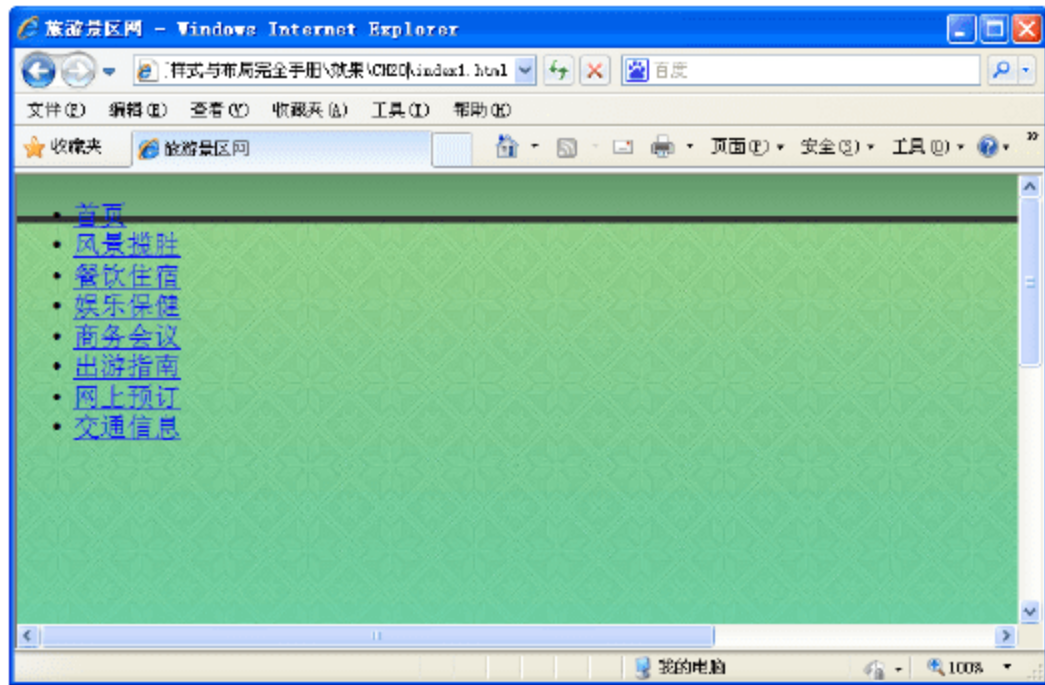 旅游景区网 - Windows Internet Explorer
样式与布局完全手册\效果\CH20\index1.html 百度
文件(F) 编辑(E) 查看(V) 收藏夹(A) 工具(T) 帮助(H)
收藏夹 旅游景区网 页面(P) 安全(S) 工具(O) »
首页
风景揽胜
餐饮住宿
娱乐保健
商务会议
出游指南
网上预订
交通信息
我的电脑 100%